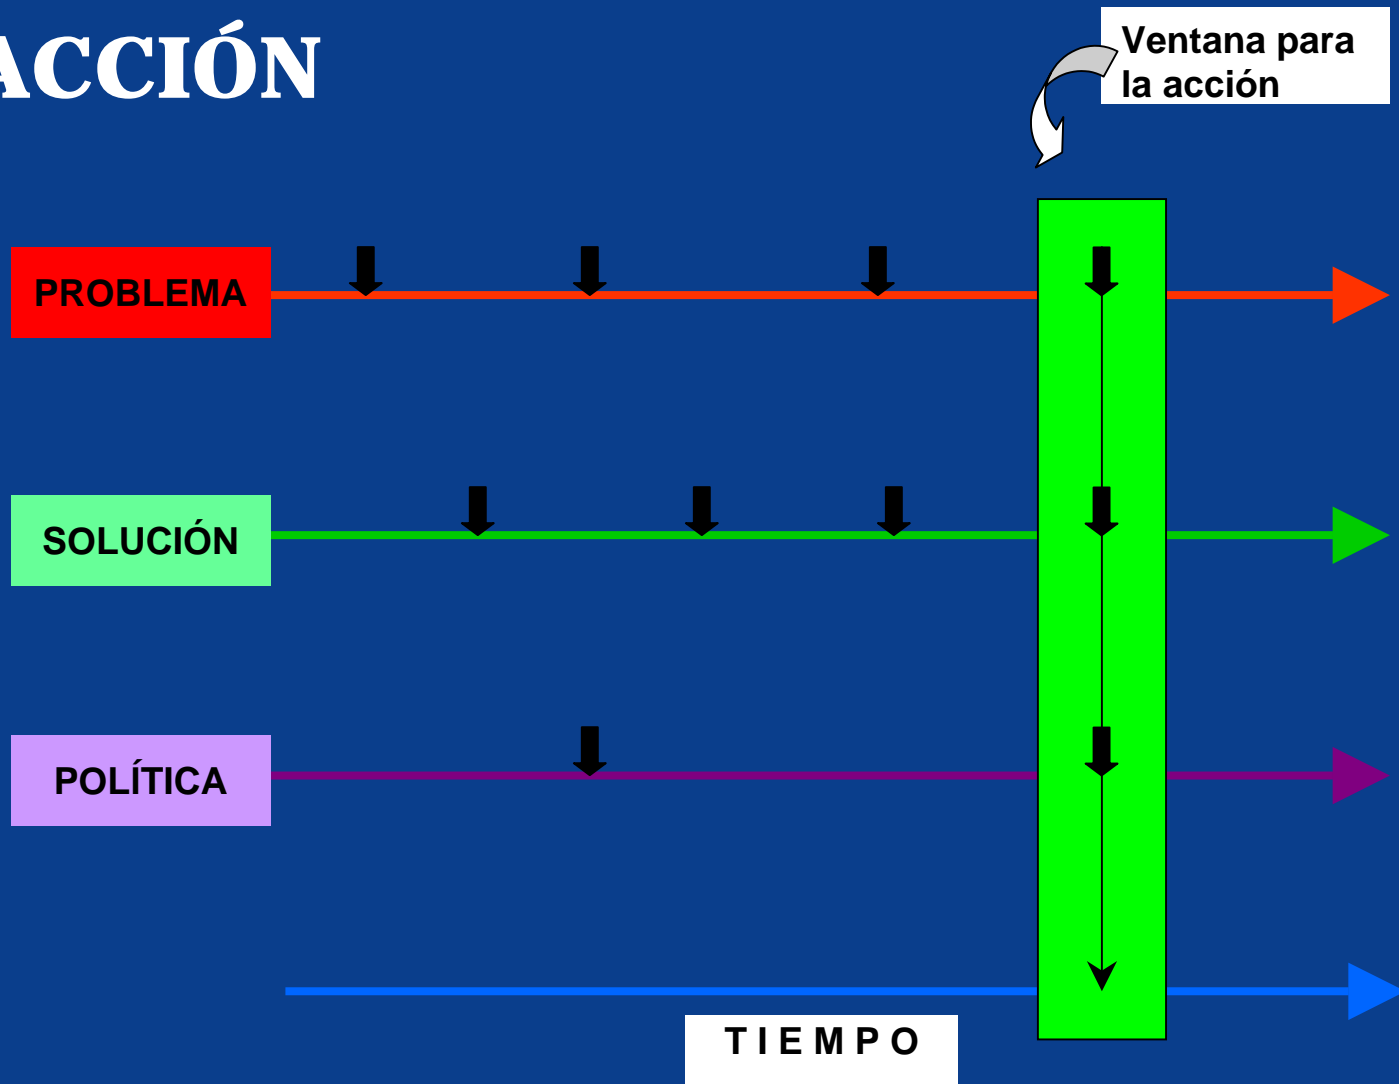 ACCIÓN
Ventana para
la acción
PROBLEMA
SOLUCIÓN
POLÍTICA
T I E M P O